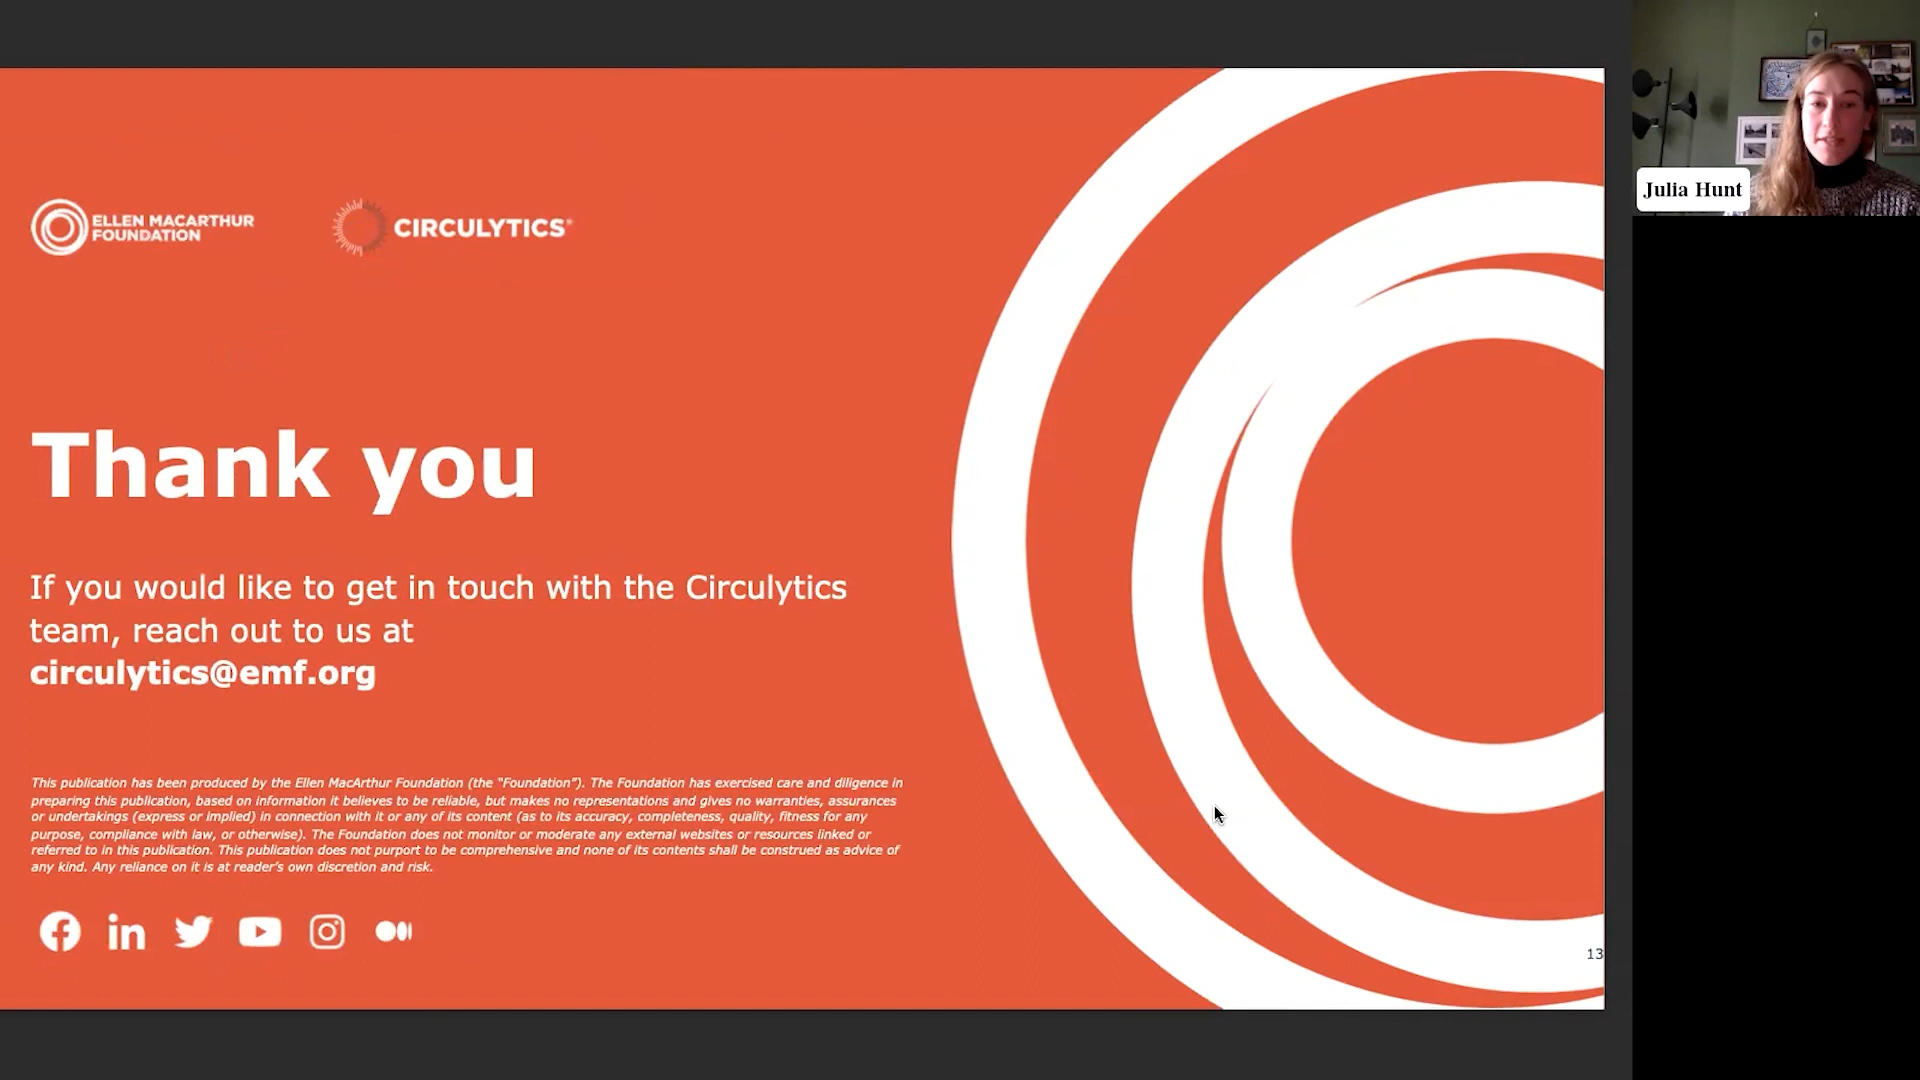 ELLEN MACARTHUR
FOUNDATION
CIRCULYTICS®
Thank you
If you would like to get in touch with the Circulytics
team, reach out to us at
circulytics@emf.org
This publication has been produced by the Ellen MacArthur Foundation (the “Foundation”). The Foundation has exercised care and diligence in
preparing this publication, based on information it believes to be reliable, but makes no representations and gives no warranties, assurances
or undertakings (express or implied) in connection with it or any of its content (as to its accuracy, completeness, quality, fitness for any
purpose, compliance with law, or otherwise). The Foundation does not monitor or moderate any external websites or resources linked or
referred to in this publication. This publication does not purport to be comprehensive and none of its contents shall be construed as advice of
any kind. Any reliance on it is at reader’s own discretion and risk.
13
Julia Hunt